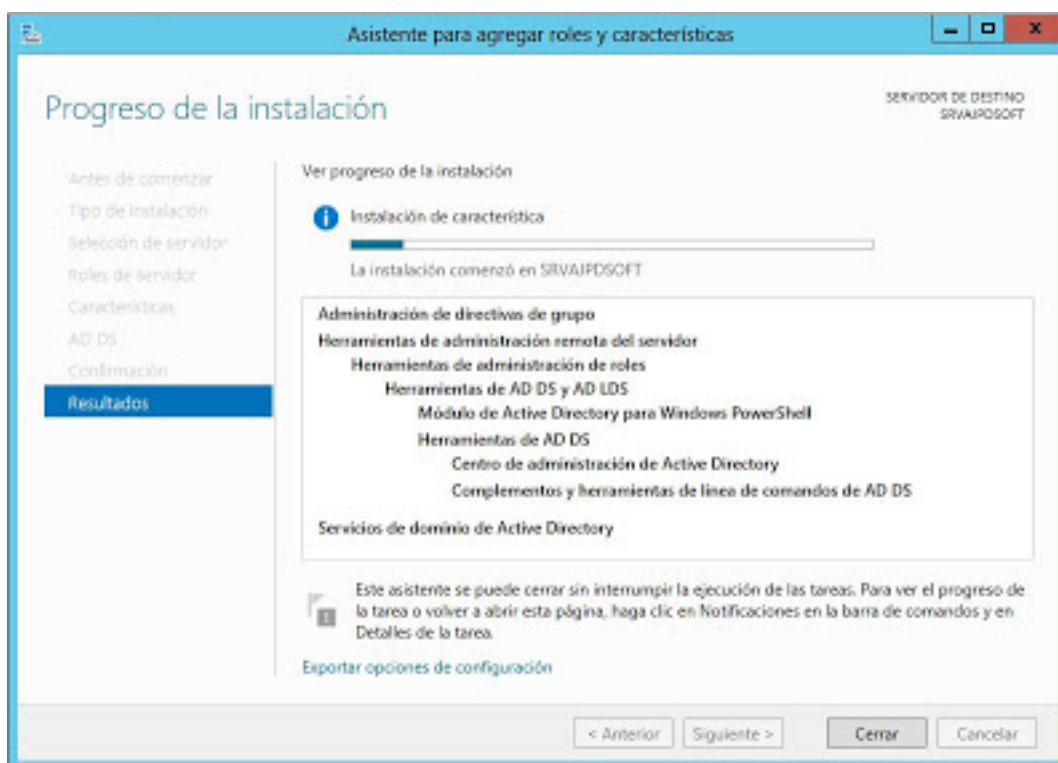 Asistente para agregar roles y características
Progreso de la instalación
SERVIDOR DE DESTINO
SRVAJPDSOFT
Antes de comenzar
Tipo de instalación
Selección de servidor
Roles de servidor
Características
AD DS
Confirmación
Resultados
Ver progreso de la instalación
Instalación de característica
La instalación comenzó en SRVAJPDSOFT
Administración de directivas de grupo
Herramientas de administración remota del servidor
Herramientas de administración de roles
Herramientas de AD DS y AD LDS
Módulo de Active Directory para Windows PowerShell
Herramientas de AD DS
Centro de administración de Active Directory
Complementos y herramientas de línea de comandos de AD DS
Servicios de dominio de Active Directory
Este asistente se puede cerrar sin interrumpir la ejecución de las tareas. Para ver el progreso de
la tarea o volver a abrir esta página, haga clic en Notificaciones en la barra de comandos y en
Detalles de la tarea.
Exportar opciones de configuración
< Anterior
Siguiente >
Cerrar
Cancelar